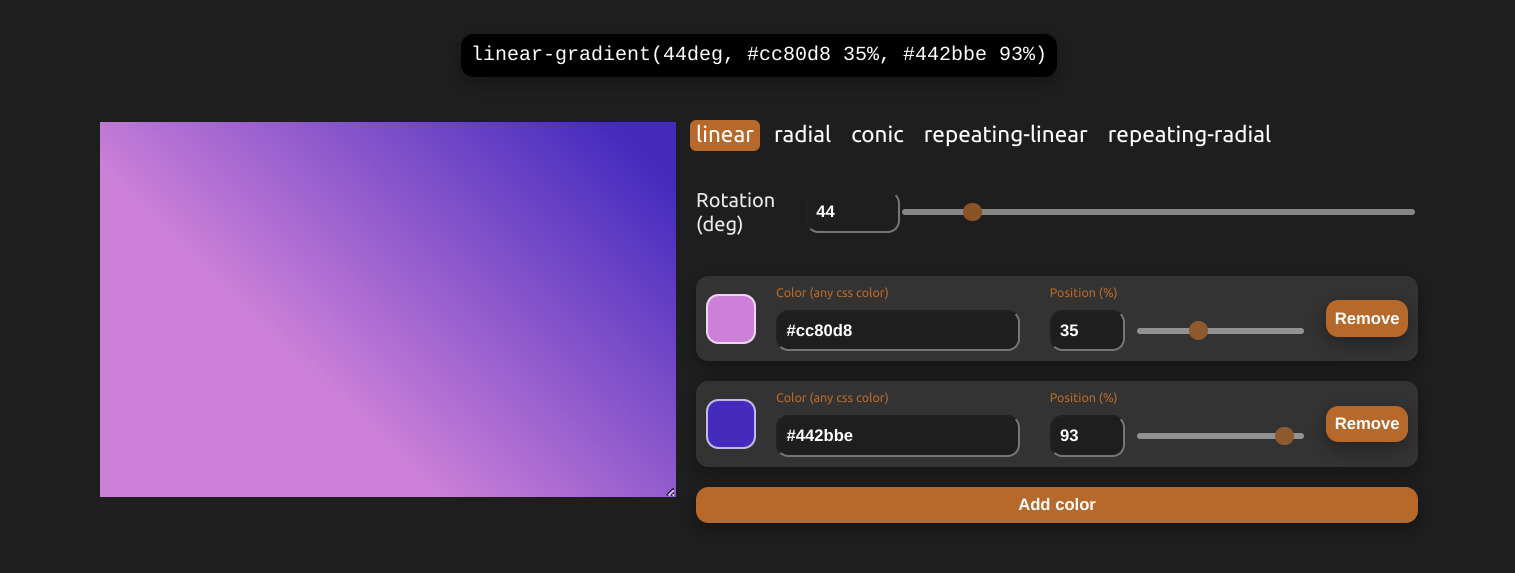 linear-gradient(44deg, #cc80d8 35%, #442bbe 93%)
linear radial conic repeating-linear repeating-radial
Rotation
(deg)
44
Color (any css color) Position (%)
#cc80d8 35 Remove
Color (any css color) Position (%)
#442bbe 93 Remove
Add color